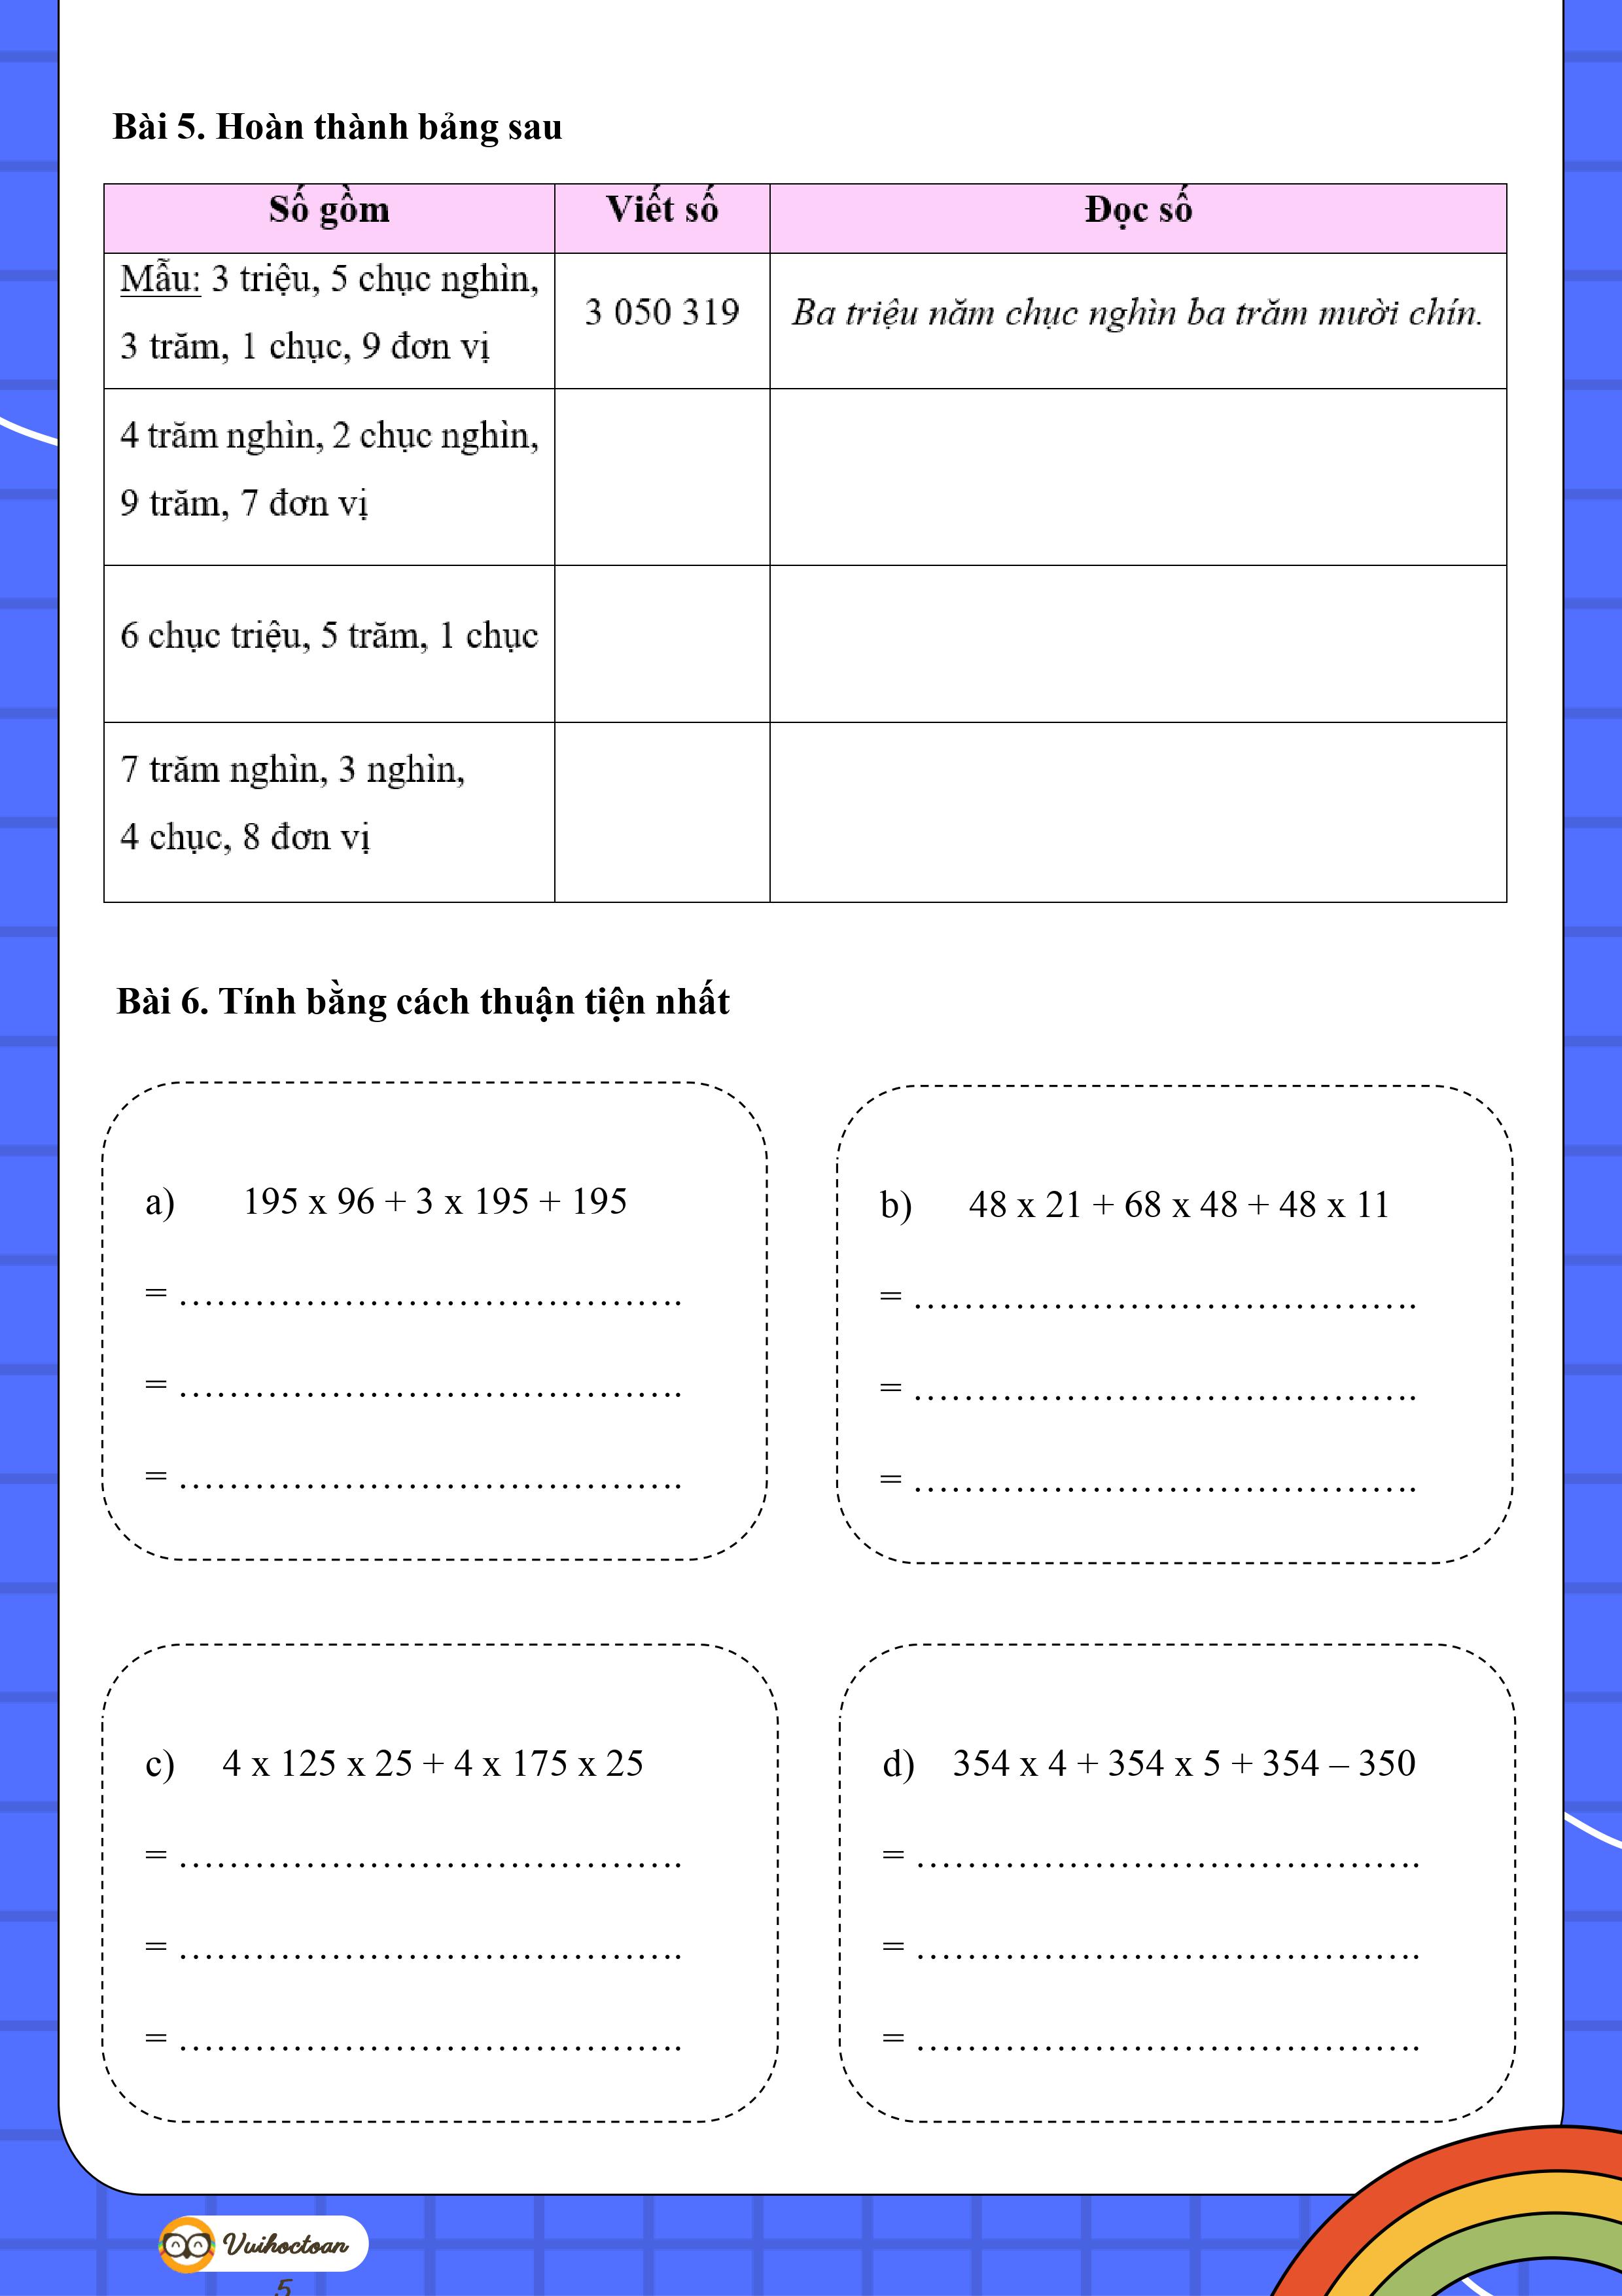 Bài 5. Hoàn thành bảng sau
Số gồm
Viết số
Đọc số
Mẫu: 3 triệu, 5 chục nghìn,
3 trăm, 1 chục, 9 đơn vị
3 050 319
Ba triệu năm chục nghìn ba trăm mười chín.
4 trăm nghìn, 2 chục nghìn,
9 trăm, 7 đơn vị
6 chục triệu, 5 trăm, 1 chục
7 trăm nghìn, 3 nghìn,
4 chục, 8 đơn vị
Bài 6. Tính bằng cách thuận tiện nhất
a) 195 x 96 + 3 x 195 + 195
= ………………………………….
= ………………………………….
= ………………………………….
b) 48 x 21 + 68 x 48 + 48 x 11
= ………………………………….
= ………………………………….
= ………………………………….
c) 4 x 125 x 25 + 4 x 175 x 25
= ………………………………….
= ………………………………….
= ………………………………….
d) 354 x 4 + 354 x 5 + 354 – 350
= ………………………………….
= ………………………………….
= ………………………………….
Vuihoctoan
5